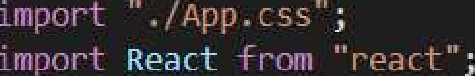 import "./App.css";
import React from "react";